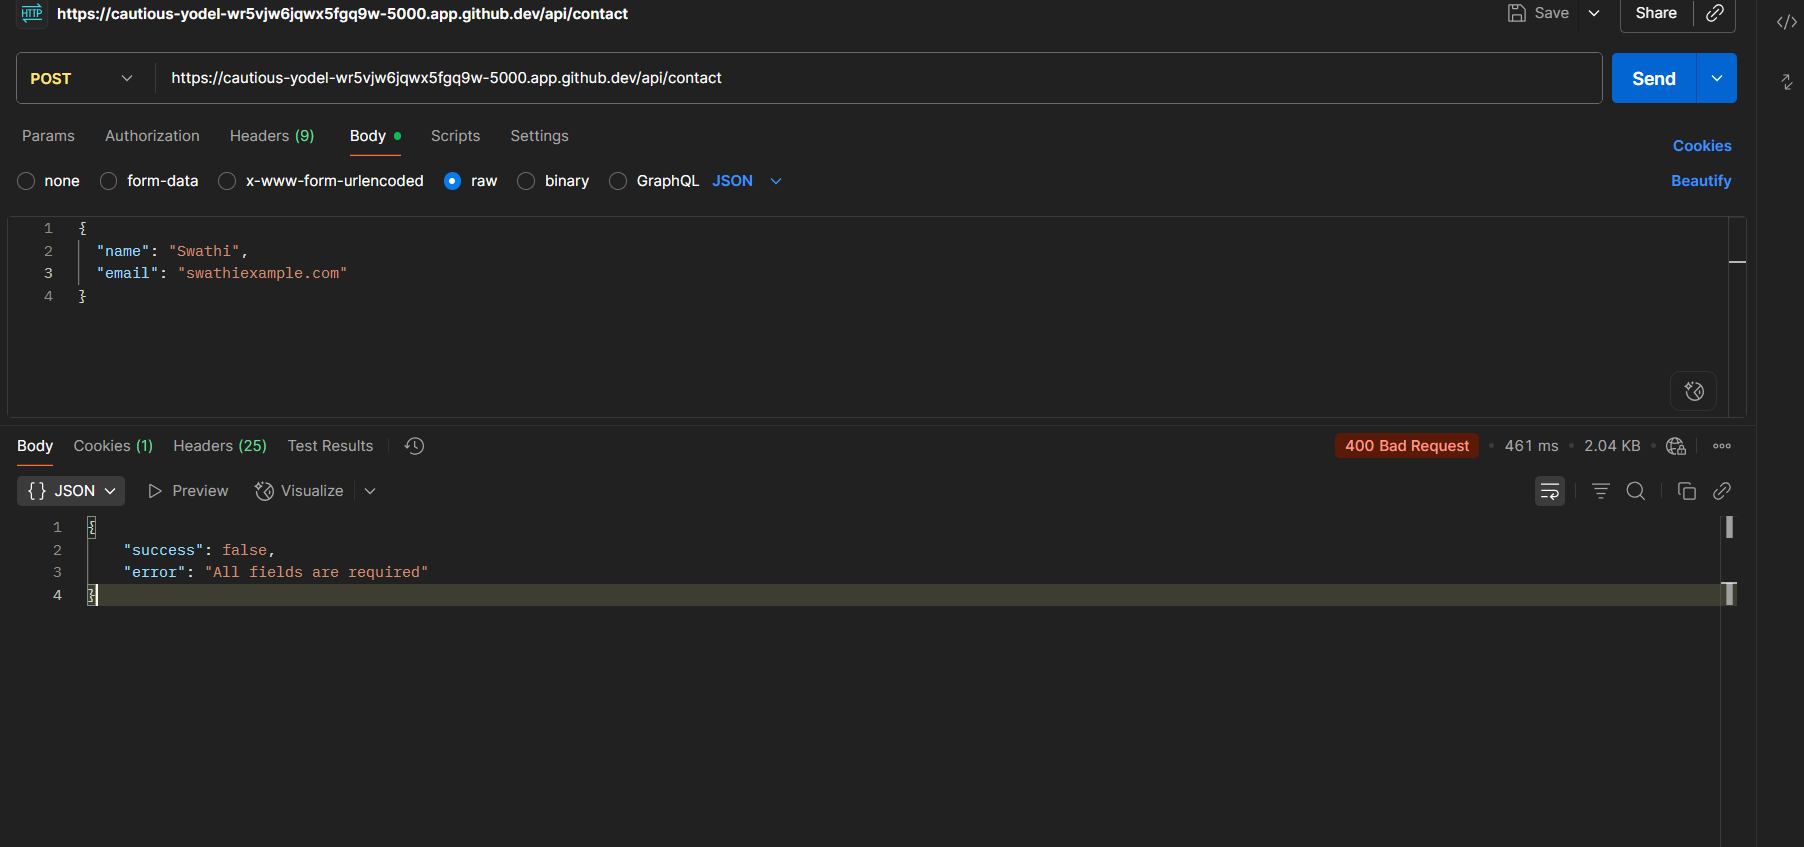 HTTP https://cautious-yodel-wr5vjw6jqwx5fgq9w-5000.app.github.dev/api/contact Save Share
POST https://cautious-yodel-wr5vjw6jqwx5fgq9w-5000.app.github.dev/api/contact Send
Params Authorization Headers (9) Body Scripts Settings Cookies
none form-data x-www-form-urlencoded raw binary GraphQL JSON Beautify
1 {
2 "name": "Swathi",
3 "email": "swathiexample.com"
4 }
Body Cookies (1) Headers (25) Test Results 400 Bad Request • 461 ms • 2.04 KB •
{} JSON Preview Visualize
1 {
2 "success": false,
3 "error": "All fields are required"
4 }